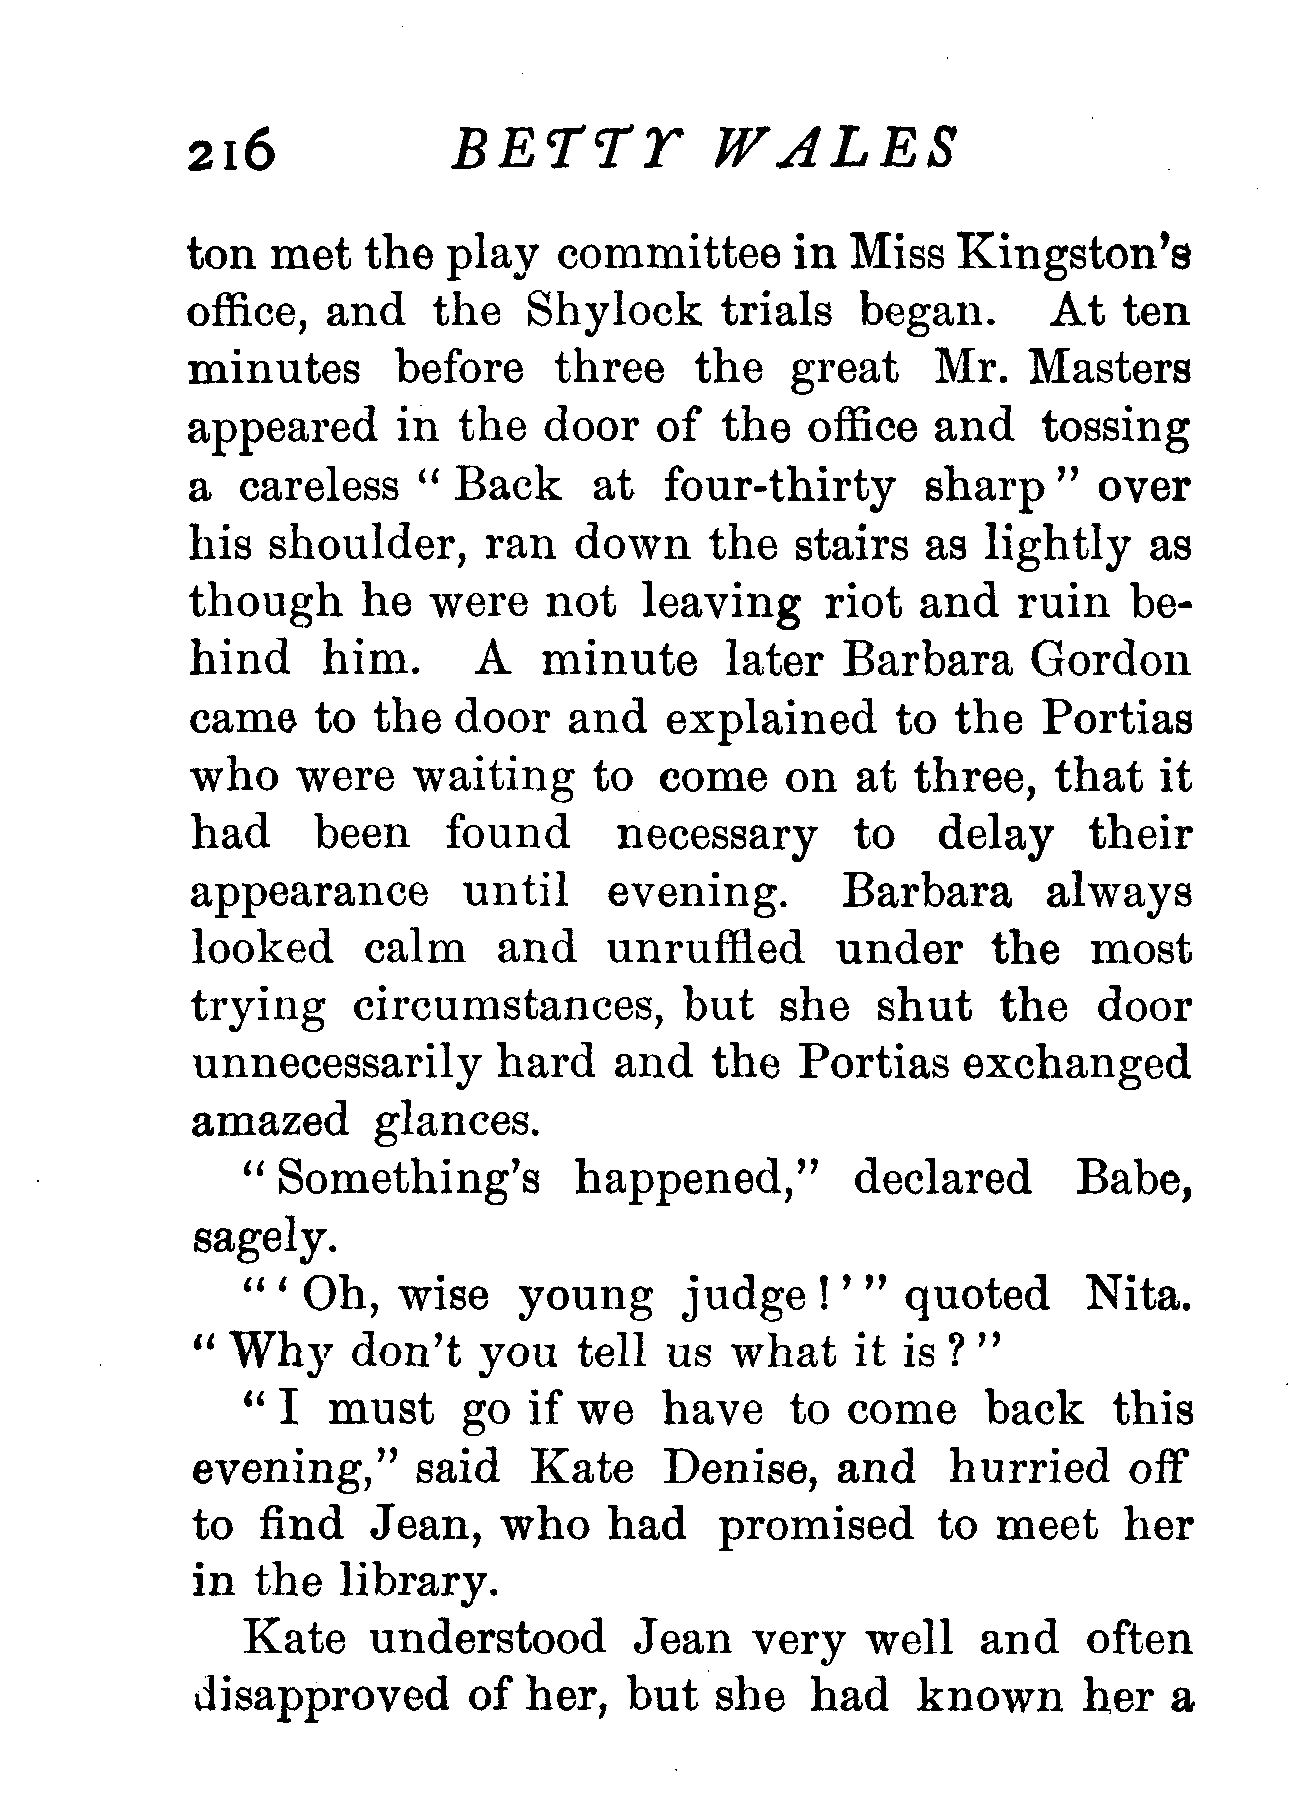 216 BETTY WALES
ton met the play committee in Miss Kingston's
office, and the Shylock trials began. At ten
minutes before three the great Mr. Masters
appeared in the door of the office and tossing
a careless “ Back at four-thirty sharp ” over
his shoulder, ran down the stairs as lightly as
though he were not leaving riot and ruin be-
hind him. A minute later Barbara Gordon
came to the door and explained to the Portias
who were waiting to come on at three, that it
had been found necessary to delay their
appearance until evening. Barbara always
looked calm and unruffled under the most
trying circumstances, but she shut the door
unnecessarily hard and the Portias exchanged
amazed glances.
“ Something's happened,” declared Babe,
sagely.
“ ‘ Oh, wise young judge ! ’ ” quoted Nita.
“ Why don't you tell us what it is ? ”
“ I must go if we have to come back this
evening,” said Kate Denise, and hurried off
to find Jean, who had promised to meet her
in the library.
Kate understood Jean very well and often
disapproved of her, but she had known her a